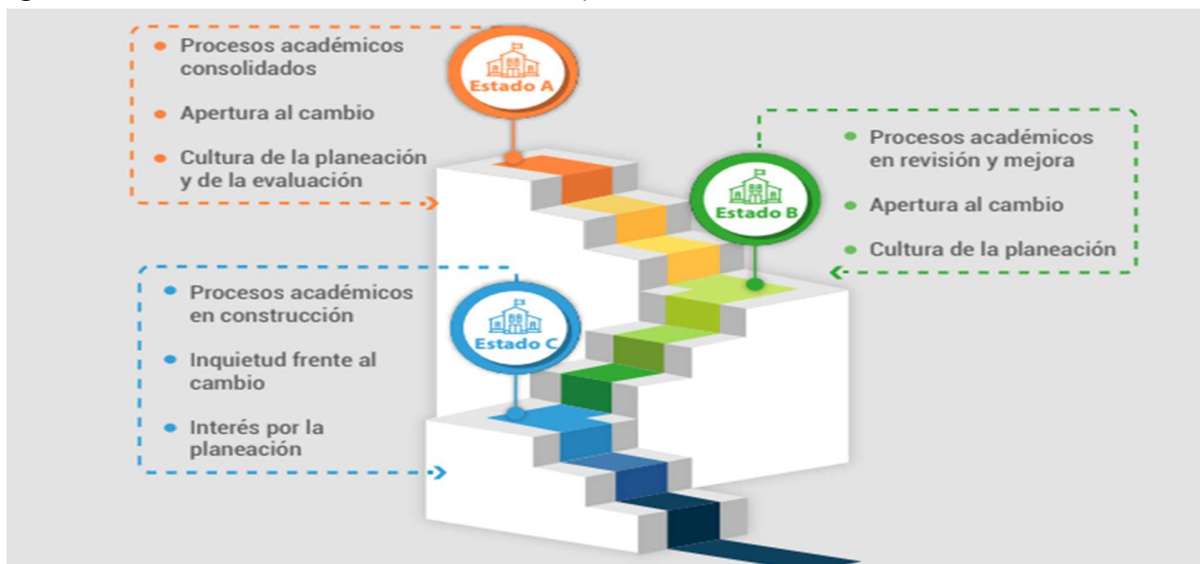 Procesos académicos
consolidados
Apertura al cambio
Cultura de la planeación
y de la evaluación
Estado A
Estado B
Procesos académicos
en revisión y mejora
Apertura al cambio
Cultura de la planeación
Procesos académicos
en construcción
Inquietud frente al
cambio
Interés por la
planeación
Estado C